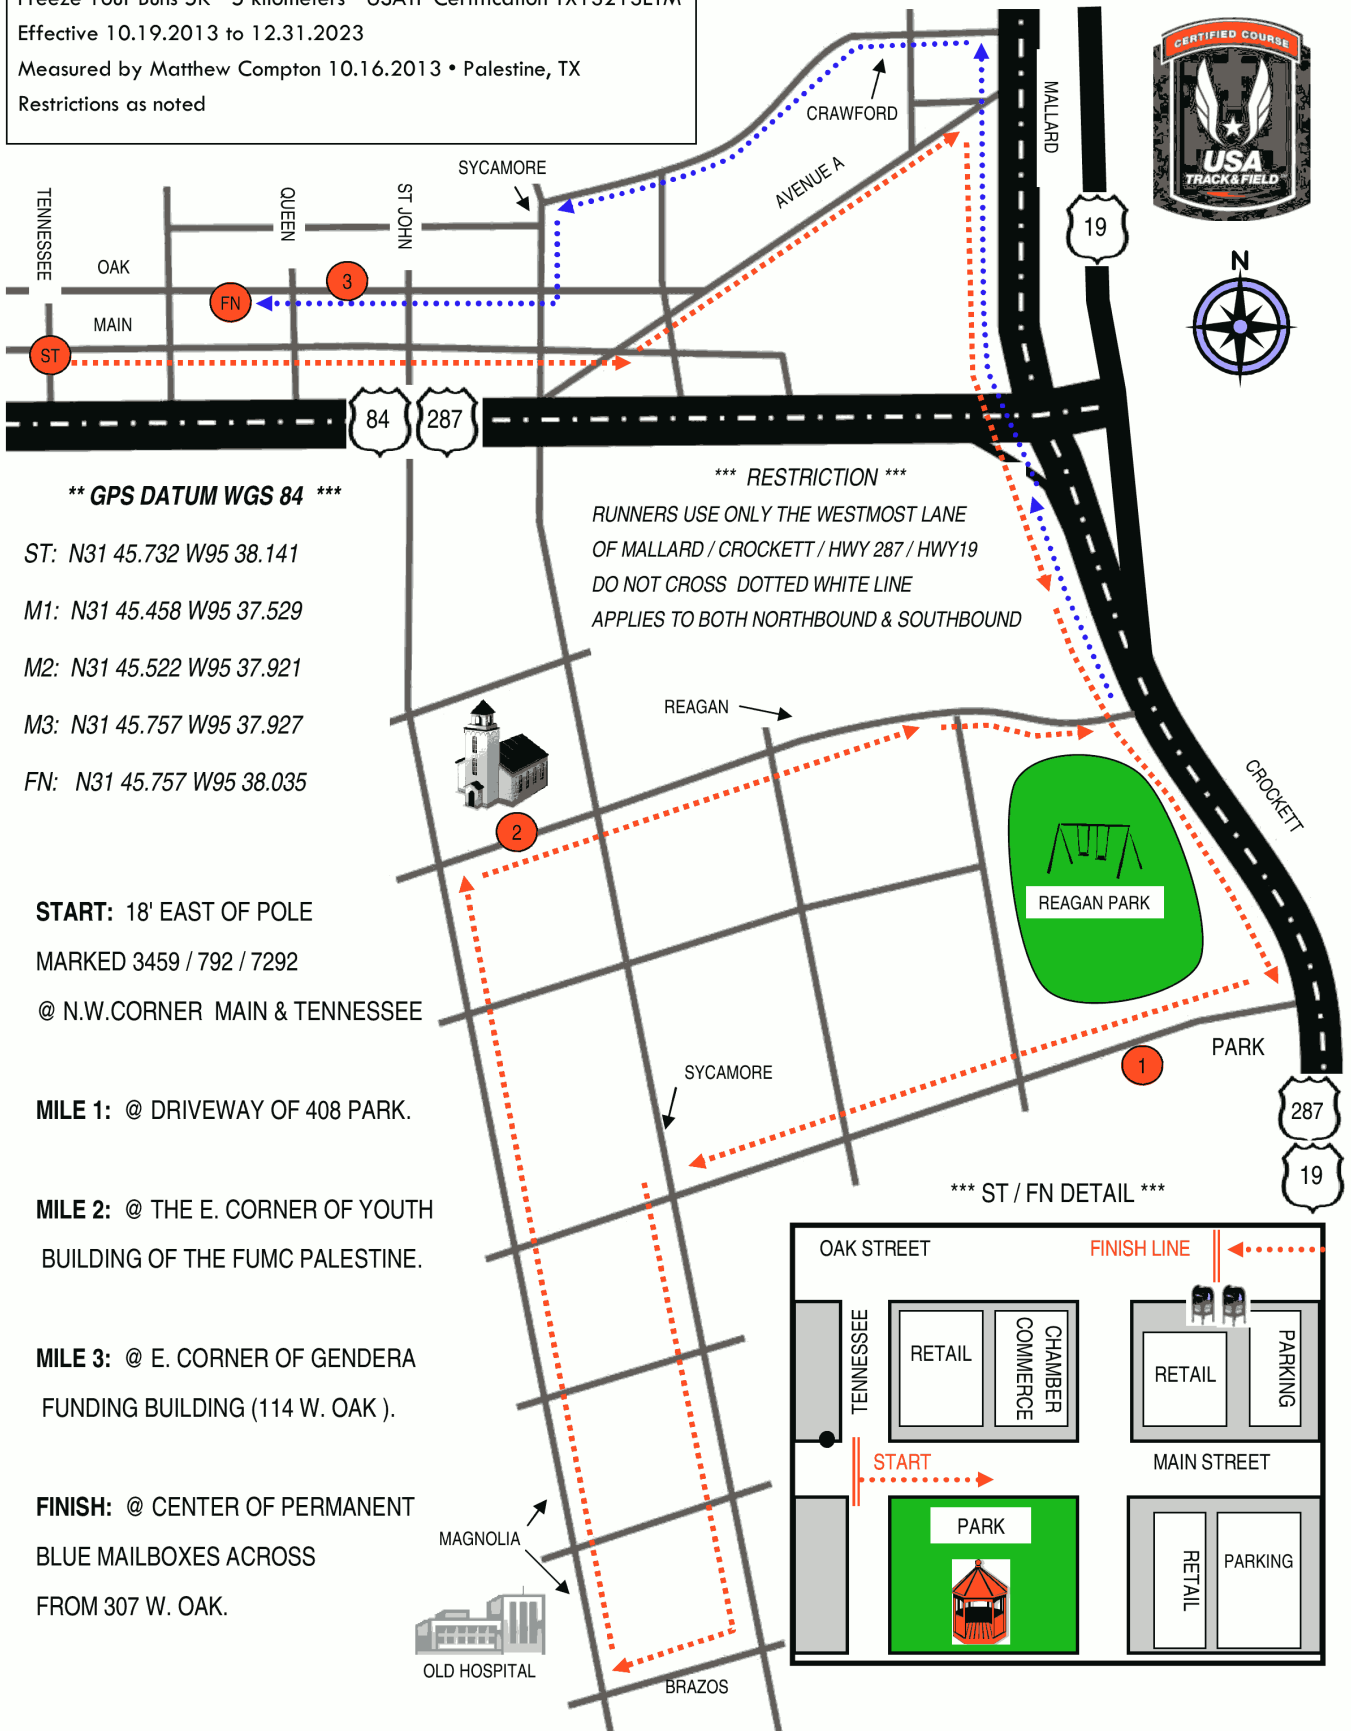 Effective 10.19.2013 to 12.31.2023
Measured by Matthew Compton 10.16.2013 • Palestine, TX
Restrictions as noted
CERTIFIED COURSE
USA
TRACK & FIELD
MALLARD
19
N
CRAWFORD
AVENUE A
SYCAMORE
TENNESSEE
QUEEN
ST JOHN
OAK
3
FN
MAIN
ST
84
287
** GPS DATUM WGS 84 ***
ST: N31 45.732 W95 38.141
M1: N31 45.458 W95 37.529
M2: N31 45.522 W95 37.921
M3: N31 45.757 W95 37.927
FN: N31 45.757 W95 38.035
*** RESTRICTION ***
RUNNERS USE ONLY THE WESTMOST LANE
OF MALLARD / CROCKETT / HWY 287 / HWY19
DO NOT CROSS DOTTED WHITE LINE
APPLIES TO BOTH NORTHBOUND & SOUTHBOUND
REAGAN
CROCKETT
2
REAGAN PARK
PARK
1
SYCAMORE
287
19
START: 18' EAST OF POLE
MARKED 3459 / 792 / 7292
@ N.W.CORNER MAIN & TENNESSEE
MILE 1: @ DRIVEWAY OF 408 PARK.
MILE 2: @ THE E. CORNER OF YOUTH
BUILDING OF THE FUMC PALESTINE.
MILE 3: @ E. CORNER OF GENDERA
FUNDING BUILDING (114 W. OAK ).
FINISH: @ CENTER OF PERMANENT
BLUE MAILBOXES ACROSS
FROM 307 W. OAK.
MAGNOLIA
OLD HOSPITAL
BRAZOS
*** ST / FN DETAIL ***
OAK STREET
FINISH LINE
TENNESSEE
RETAIL
CHAMBER
COMMERCE
RETAIL
PARKING
START
MAIN STREET
PARK
RETAIL
PARKING